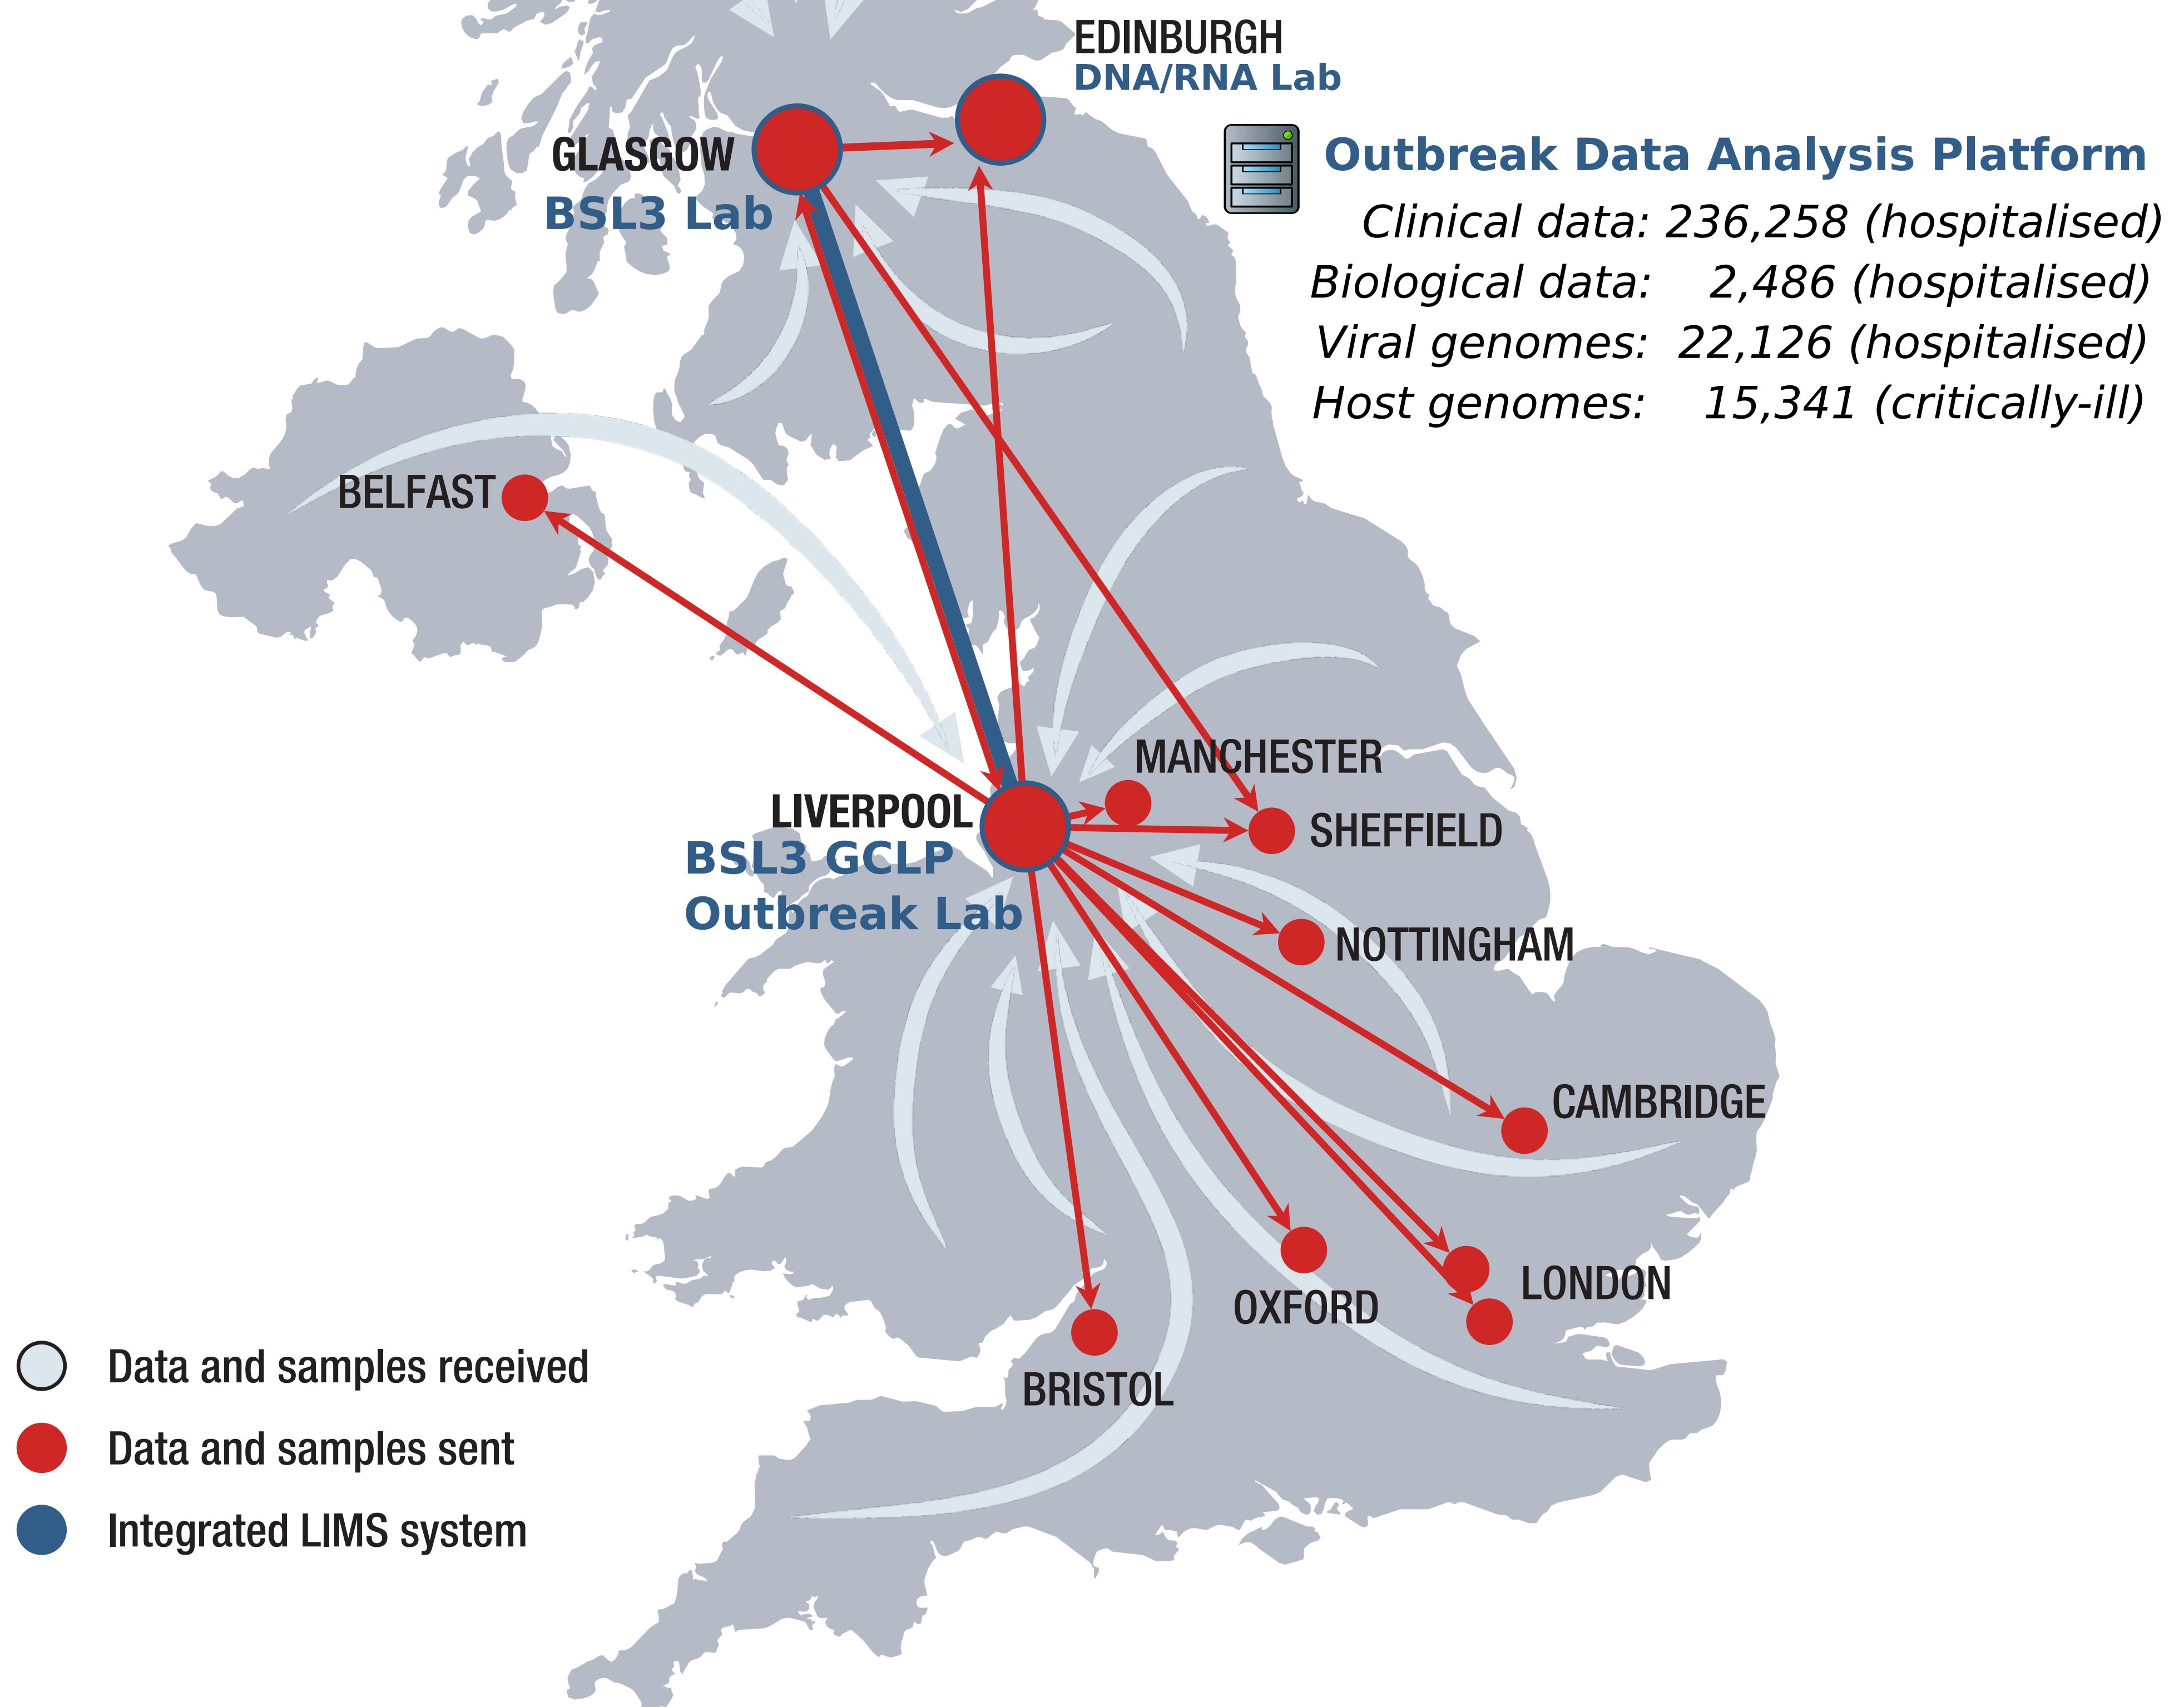 EDINBURGH
DNA/RNA Lab
GLASGOW
BSL3 Lab
Outbreak Data Analysis Platform
Clinical data: 236,258 (hospitalised)
Biological data: 2,486 (hospitalised)
Viral genomes: 22,126 (hospitalised)
Host genomes: 15,341 (critically-ill)
BELFAST
MANCHESTER
LIVERPOOL
BSL3 GCLP
Outbreak Lab
SHEFFIELD
NOTTINGHAM
CAMBRIDGE
LONDON
OXFORD
BRISTOL
Data and samples received
Data and samples sent
Integrated LIMS system